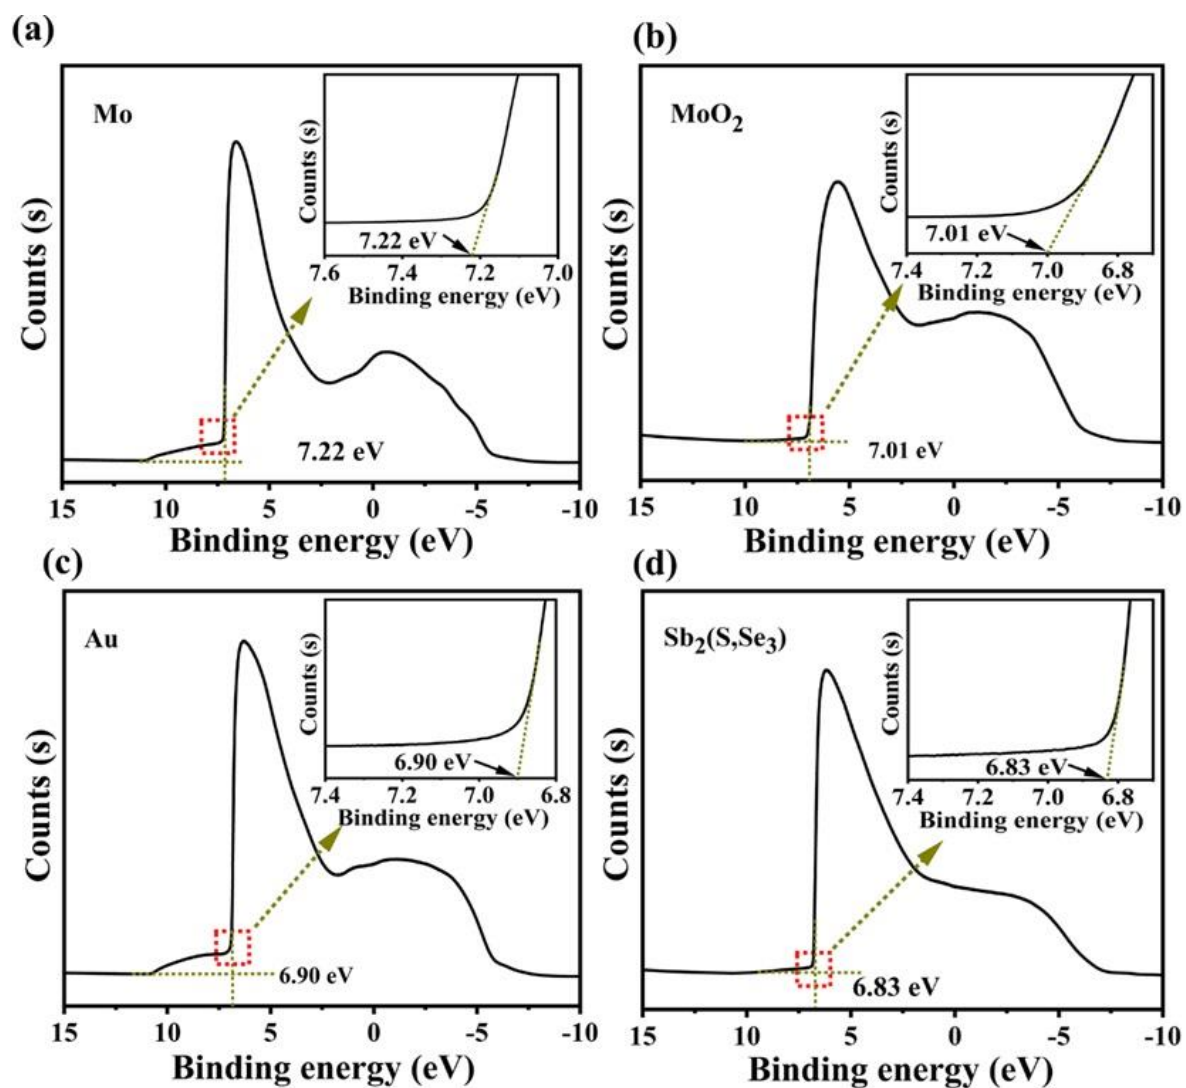 (a)
Mo
Counts (s)
7.22 eV
15 10 5 0 -5 -10
Binding energy (eV)
Counts (s)
7.22 eV
7.6 7.4 7.2 7.0
Binding energy (eV)
(b)
MoO2
Counts (s)
7.01 eV
15 10 5 0 -5 -10
Binding energy (eV)
Counts (s)
7.01 eV
7.4 7.2 7.0 6.8
Binding energy (eV)
(c)
Au
Counts (s)
6.90 eV
15 10 5 0 -5 -10
Binding energy (eV)
Counts (s)
6.90 eV
7.4 7.2 7.0 6.8
Binding energy (eV)
(d)
Sb2(S,Se3)
Counts (s)
6.83 eV
15 10 5 0 -5 -10
Binding energy (eV)
Counts (s)
6.83 eV
7.4 7.2 7.0 6.8
Binding energy (eV)